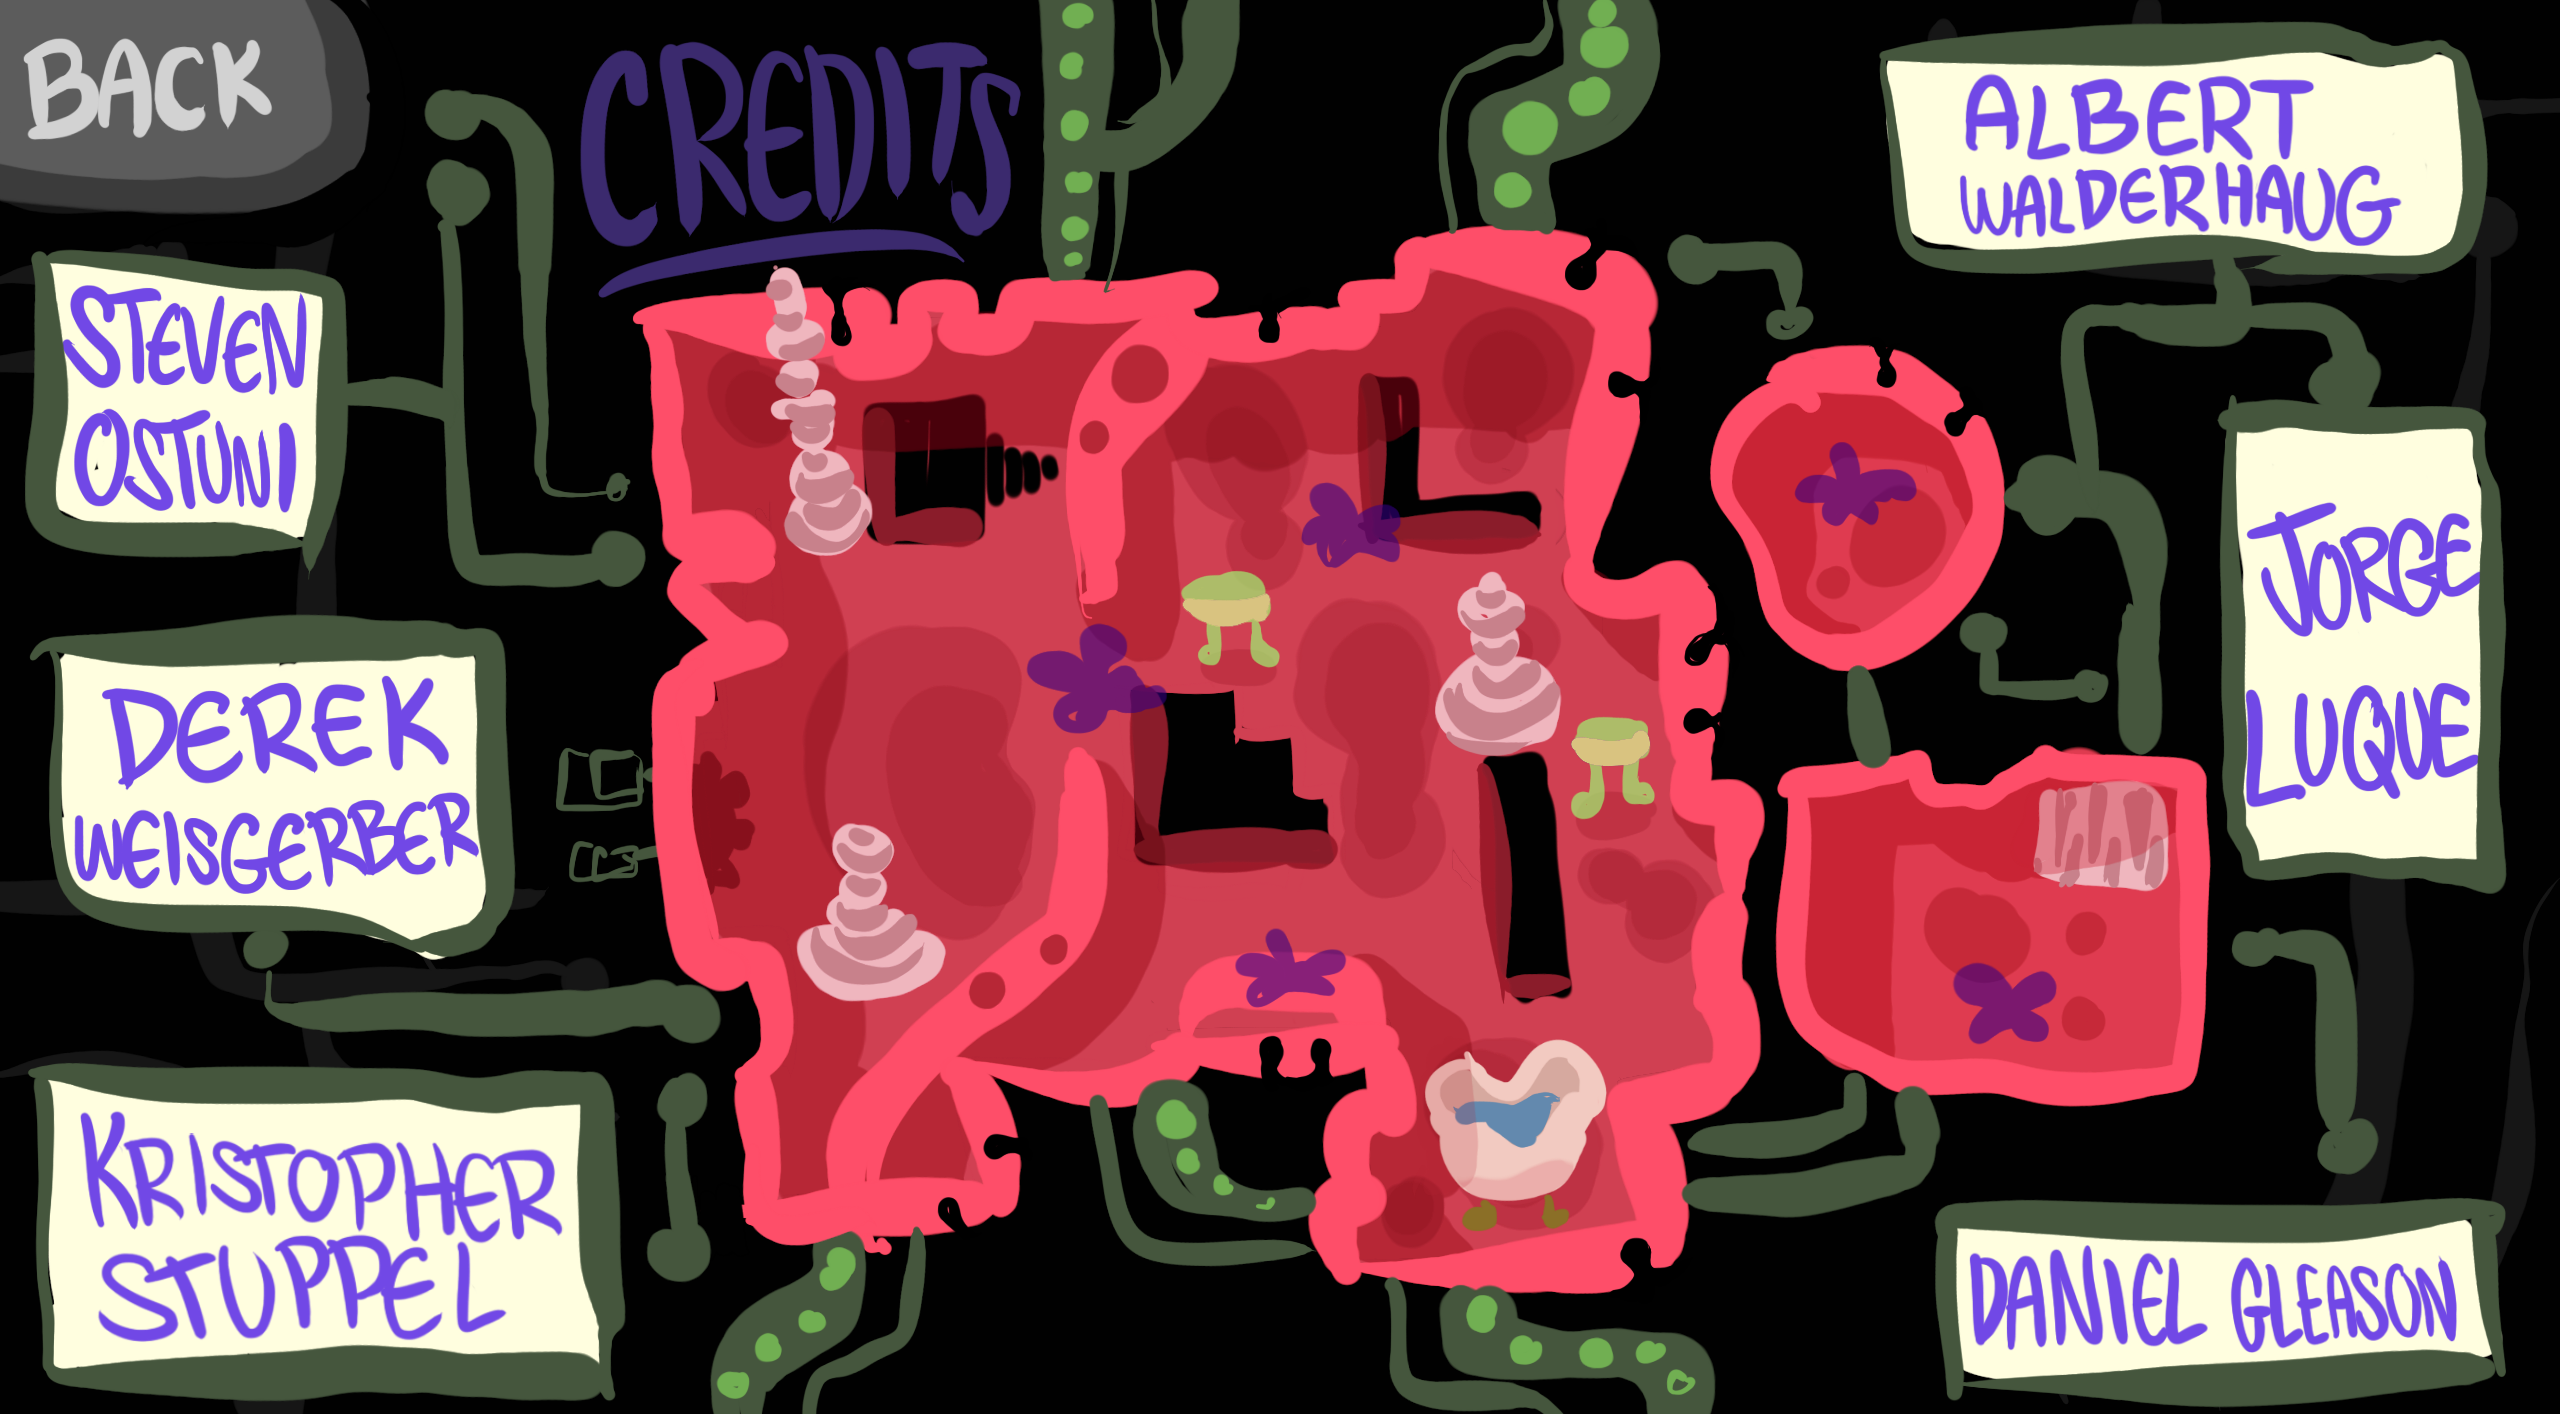 BACK
CREDITS
STEVEN
OSTUNI
DEREK
WEISGERBER
KRISTOPHER
STUPPEL
ALBERT
WALDERHAUG
JORGE
LUQUE
DANIEL GLEASON